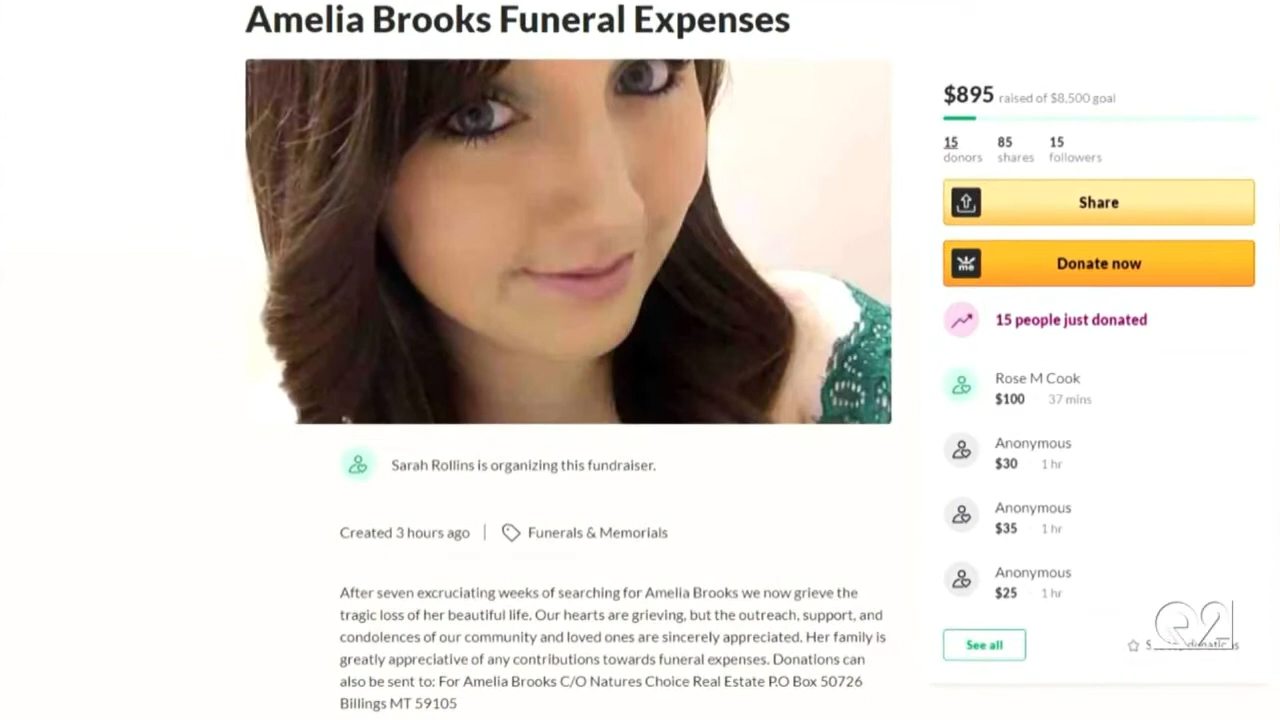 Amelia Brooks Funeral Expenses
$895 raised of $8,500 goal
15 85 15
donors shares followers
Share
me
Donate now
15 people just donated
Rose M Cook
$100 37 mins
Anonymous
$30 1 hr
Anonymous
$35 1 hr
Anonymous
$25 1 hr
See all
Sarah Rollins is organizing this fundraiser.
Created 3 hours ago | Funerals & Memorials
After seven excruciating weeks of searching for Amelia Brooks we now grieve the
tragic loss of her beautiful life. Our hearts are grieving, but the outreach, support, and
condolences of our community and loved ones are sincerely appreciated. Her family is
greatly appreciative of any contributions towards funeral expenses. Donations can
also be sent to: For Amelia Brooks C/O Natures Choice Real Estate P.O Box 50726
Billings MT 59105